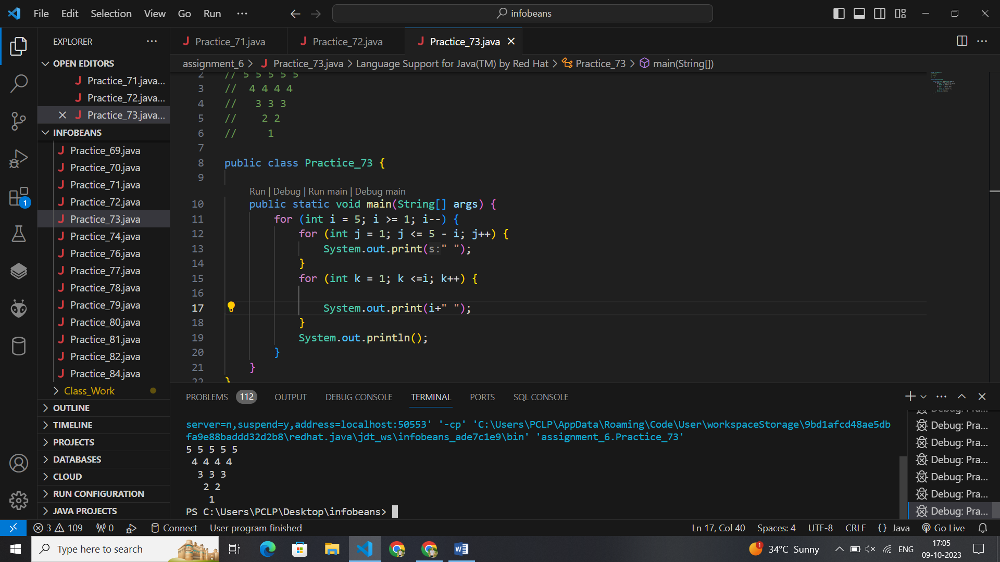 File Edit Selection View Go Run ··· infobeans
EXPLORER ···
OPEN EDITORS
Practice_71.java...
Practice_72.java...
Practice_73.java...
INFOBEANS
Practice_69.java
Practice_70.java
Practice_71.java
Practice_72.java
Practice_73.java
Practice_74.java
Practice_76.java
Practice_77.java
Practice_78.java
Practice_79.java
Practice_80.java
Practice_81.java
Practice_82.java
Practice_84.java
Class_Work
OUTLINE
TIMELINE
PROJECTS
DATABASES
CLOUD
RUN CONFIGURATION
JAVA PROJECTS
1
Practice_71.java Practice_72.java Practice_73.java
assignment_6 > Practice_73.java > Language Support for Java(TM) by Red Hat > Practice_73 > main(String[])
2 // 5 5 5 5 5
3 // 4 4 4 4
4 // 3 3 3
5 // 2 2
6 // 1
7
8 public class Practice_73 {
9
Run | Debug | Run main | Debug main
10 public static void main(String[] args) {
11 for (int i = 5; i >= 1; i--) {
12 for (int j = 1; j <= 5 - i; j++) {
13 System.out.print(s:" ");
14 }
15 for (int k = 1; k <=i; k++) {
16
17 System.out.print(i+" ");
18 }
19 System.out.println();
20 }
21 }
22 }
PROBLEMS 112 OUTPUT DEBUG CONSOLE TERMINAL PORTS SQL CONSOLE
server=n,suspend=y,address=localhost:50553' '-cp' 'C:\Users\PCLP\AppData\Roaming\Code\User\workspaceStorage\9bd1afcd48ae5db
fa9e88baddd32d2b8\redhat.java\jdt_ws\infobeans_ade7c1e9\bin' 'assignment_6.Practice_73'
5 5 5 5 5
4 4 4 4
3 3 3
2 2
1
PS C:\Users\PCLP\Desktop\infobeans>
Debug: Pra...
Debug: Pra...
Debug: Pra...
Debug: Pra...
Debug: Pra...
Debug: Pra...
Debug: Pra...
3 109 0 Connect User program finished Ln 17, Col 40 Spaces: 4 UTF-8 CRLF {} Java Go Live
Type here to search 1 34°C Sunny ENG 17:05
09-10-2023